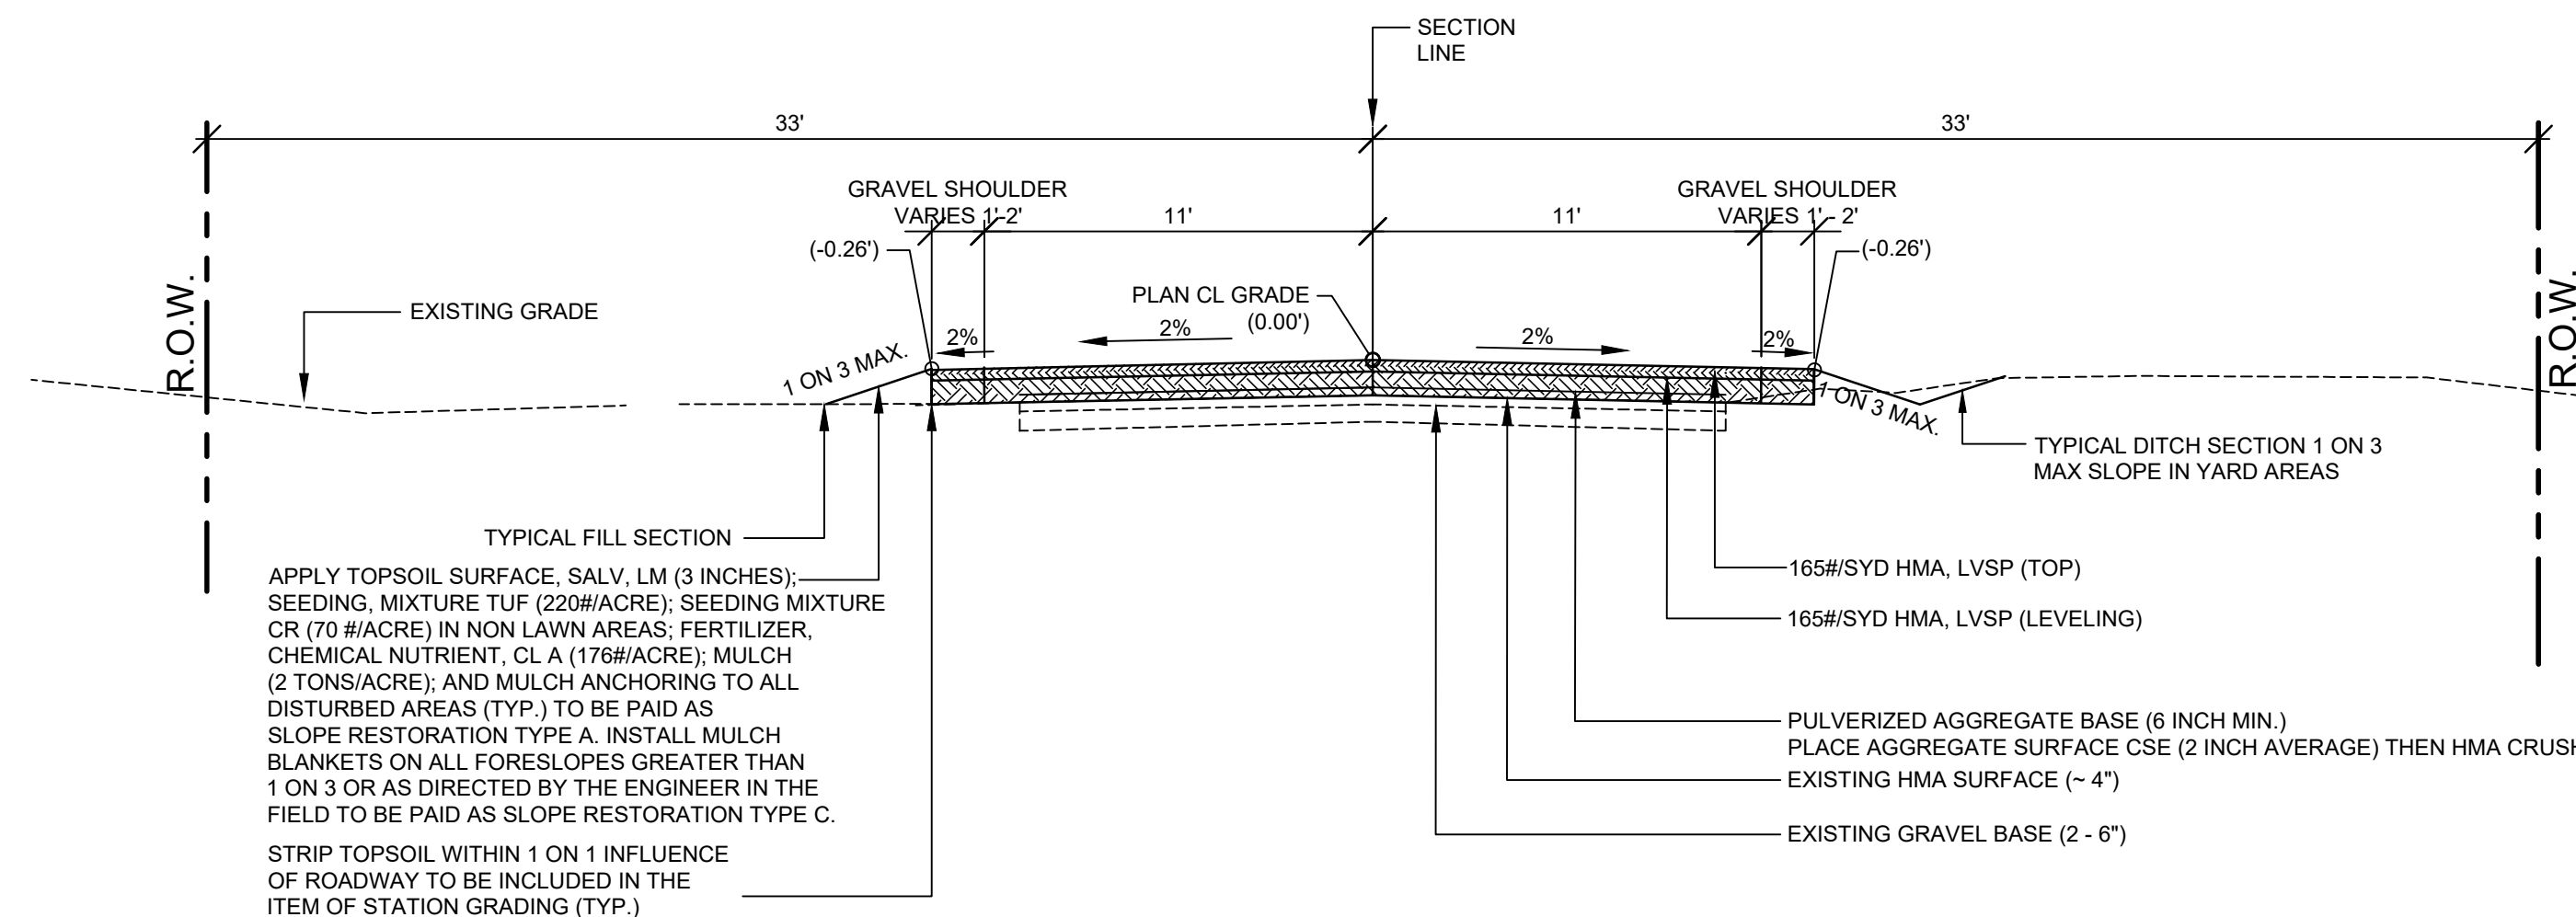 SECTION
LINE
33'
33'
GRAVEL SHOULDER
VARIES 1'-2'
11'
11'
GRAVEL SHOULDER
VARIES 1' - 2'
(-0.26')
(-0.26')
R.O.W.
EXISTING GRADE
PLAN CL GRADE
(0.00')
2%
2%
2%
2%
R.O.W.
1 ON 3 MAX.
1 ON 3 MAX.
TYPICAL DITCH SECTION 1 ON 3
MAX SLOPE IN YARD AREAS
TYPICAL FILL SECTION
APPLY TOPSOIL SURFACE, SALV, LM (3 INCHES);
SEEDING, MIXTURE TUF (220#/ACRE); SEEDING MIXTURE
CR (70 #/ACRE) IN NON LAWN AREAS; FERTILIZER,
CHEMICAL NUTRIENT, CL A (176#/ACRE); MULCH
(2 TONS/ACRE); AND MULCH ANCHORING TO ALL
DISTURBED AREAS (TYP.) TO BE PAID AS
SLOPE RESTORATION TYPE A. INSTALL MULCH
BLANKETS ON ALL FORESLOPES GREATER THAN
1 ON 3 OR AS DIRECTED BY THE ENGINEER IN THE
FIELD TO BE PAID AS SLOPE RESTORATION TYPE C.
STRIP TOPSOIL WITHIN 1 ON 1 INFLUENCE
OF ROADWAY TO BE INCLUDED IN THE
ITEM OF STATION GRADING (TYP.)
165#/SYD HMA, LVSP (TOP)
165#/SYD HMA, LVSP (LEVELING)
PULVERIZED AGGREGATE BASE (6 INCH MIN.)
PLACE AGGREGATE SURFACE CSE (2 INCH AVERAGE) THEN HMA CRUSH
EXISTING HMA SURFACE (~ 4")
EXISTING GRAVEL BASE (2 - 6")